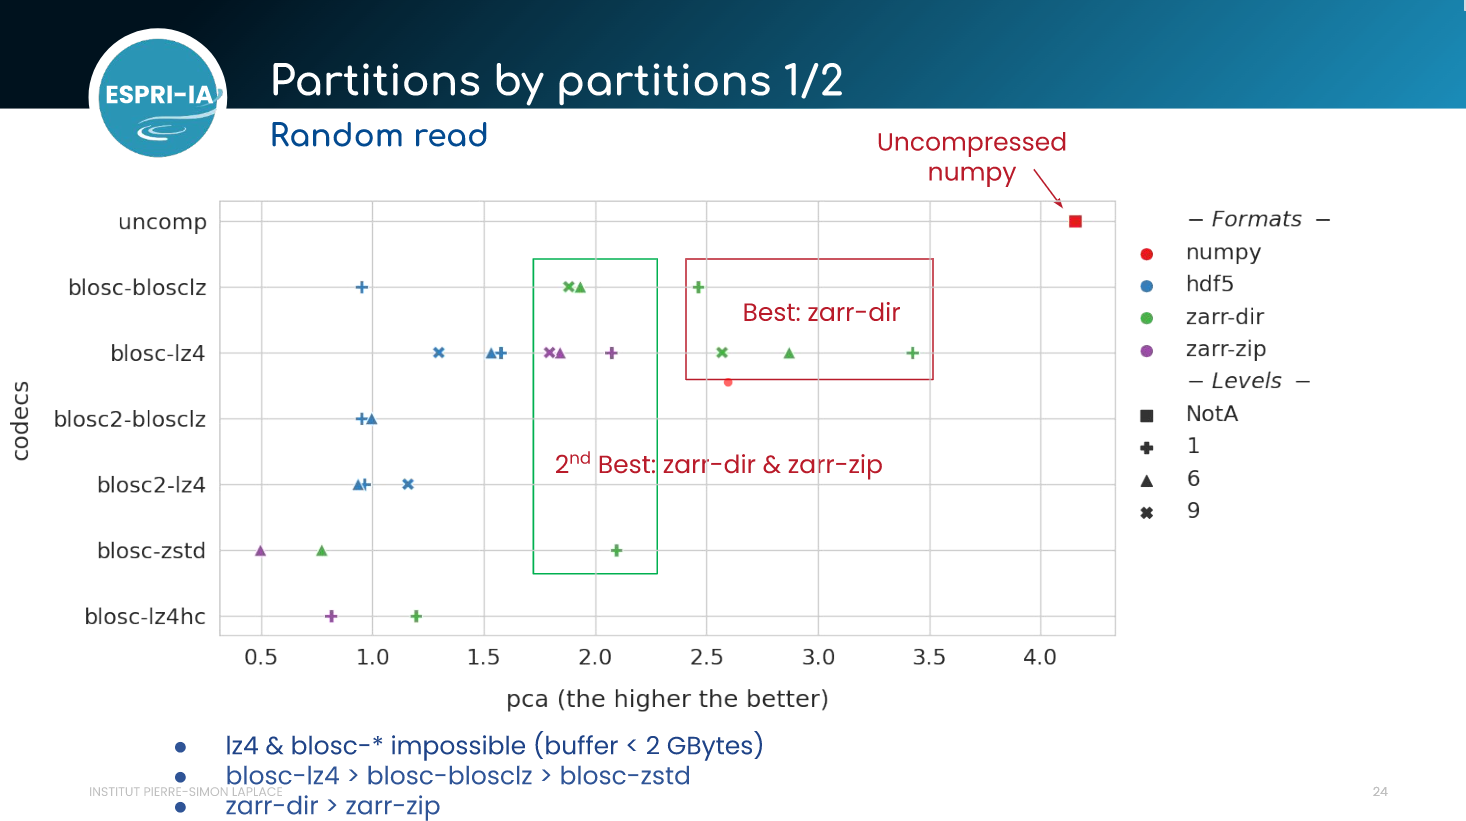 ESPRI-IA
Partitions by partitions 1/2
Random read
Uncompressed
numpy
uncomp
blosc-blosclz
blosc-lz4
blosc2-blosclz
blosc2-lz4
blosc-zstd
blosc-lz4hc
codecs
Best: zarr-dir
2nd Best: zarr-dir & zarr-zip
0.5 1.0 1.5 2.0 2.5 3.0 3.5 4.0
pca (the higher the better)
– Formats –
numpy
hdf5
zarr-dir
zarr-zip
– Levels –
NotA
1
6
9
● lz4 & blosc-* impossible (buffer < 2 GBytes)
● blosc-lz4 > blosc-blosclz > blosc-zstd
● zarr-dir > zarr-zip
INSTITUT PIERRE-SIMON LAPLACE
24